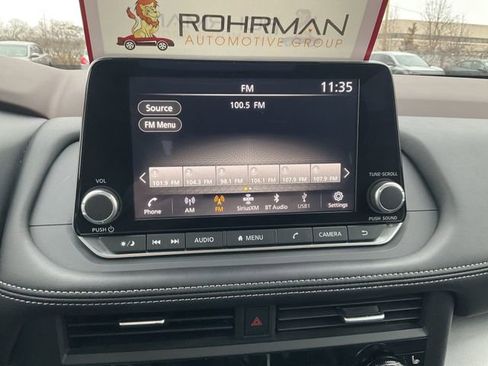 ROHRMAN
AUTOMOTIVE GROUP
FM 11:35
Source 100.5 FM
FM Menu
101.9 FM 104.3 FM 94.1 FM 106.1 FM 107.9 FM 107.9 FM
Phone AM FM SiriusXM BT Audio USB1 Settings
VOL TUNE·SCROLL
PUSH PUSH SOUND
AUDIO MENU CAMERA